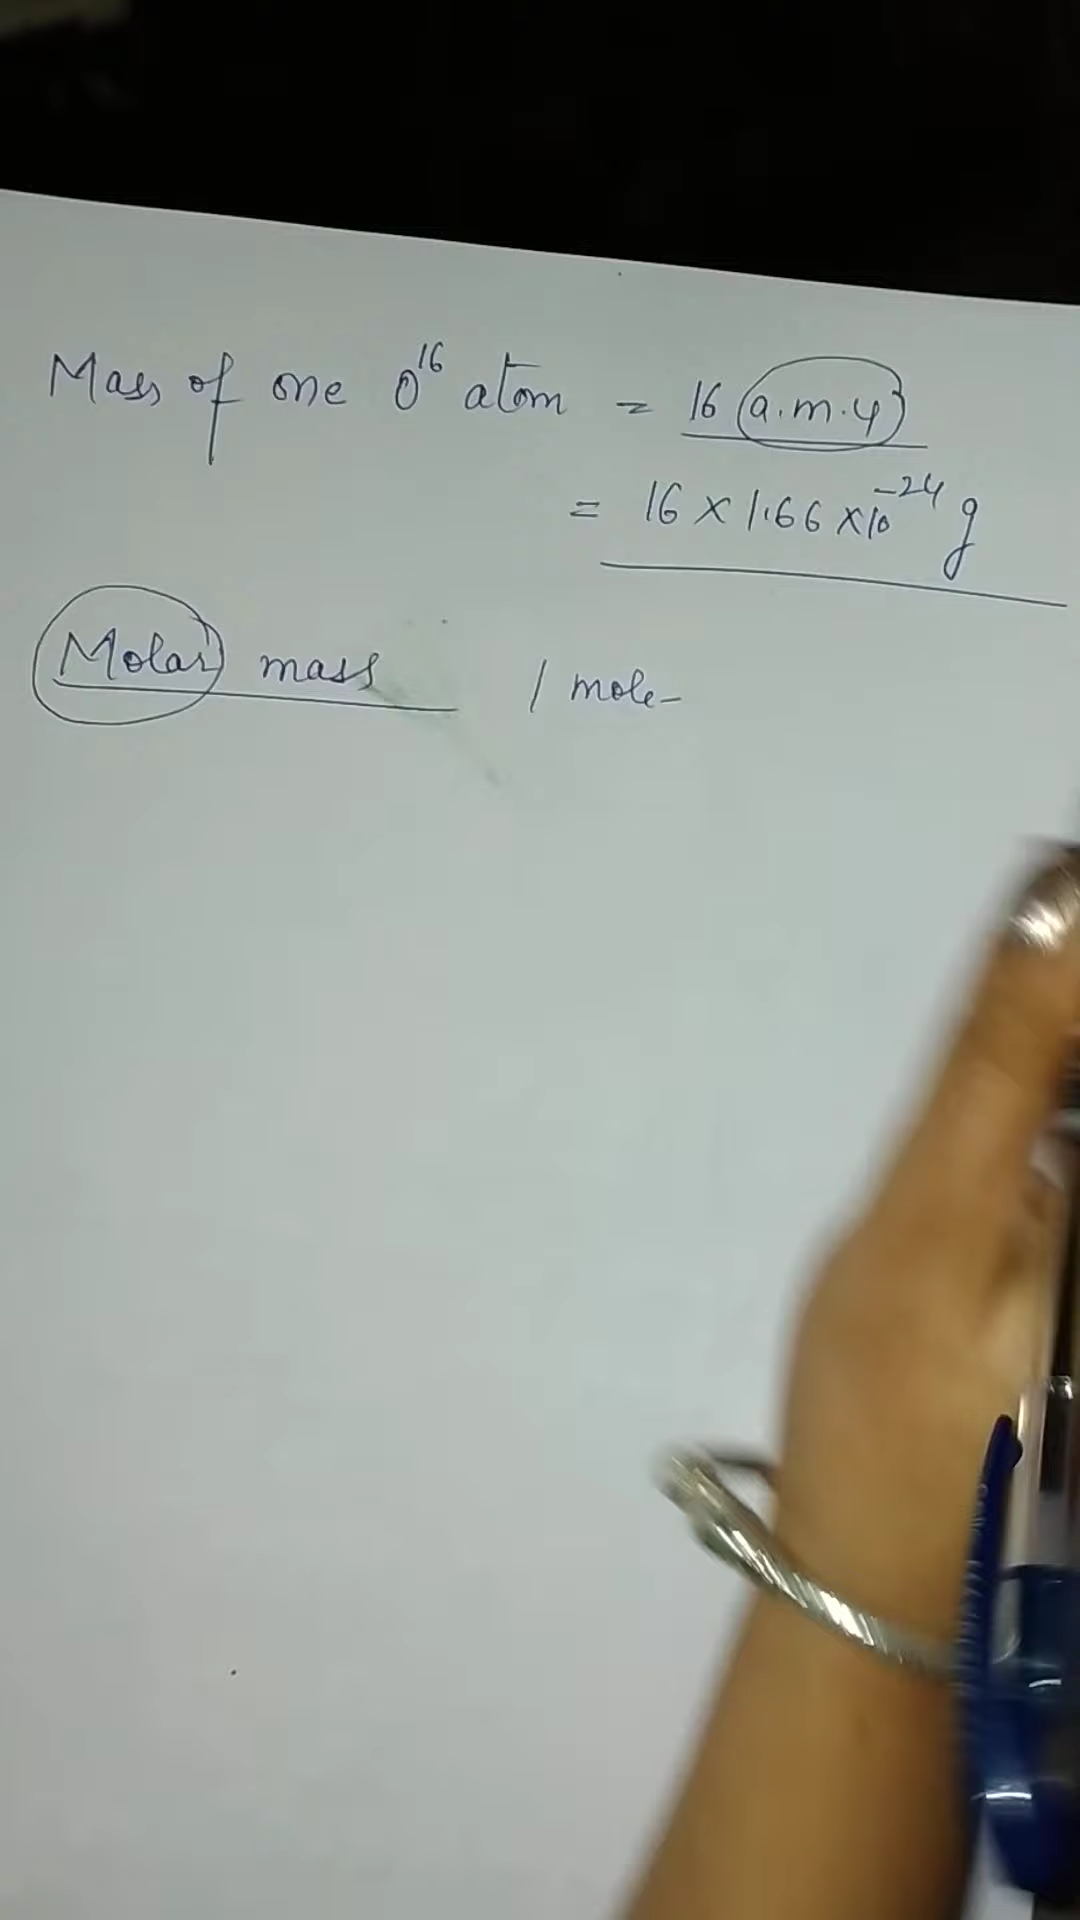 Mass of one O¹⁶ atom = 16 a.m.u
= 16 × 1.66 × 10⁻²⁴ g
Molar mass 1 mole